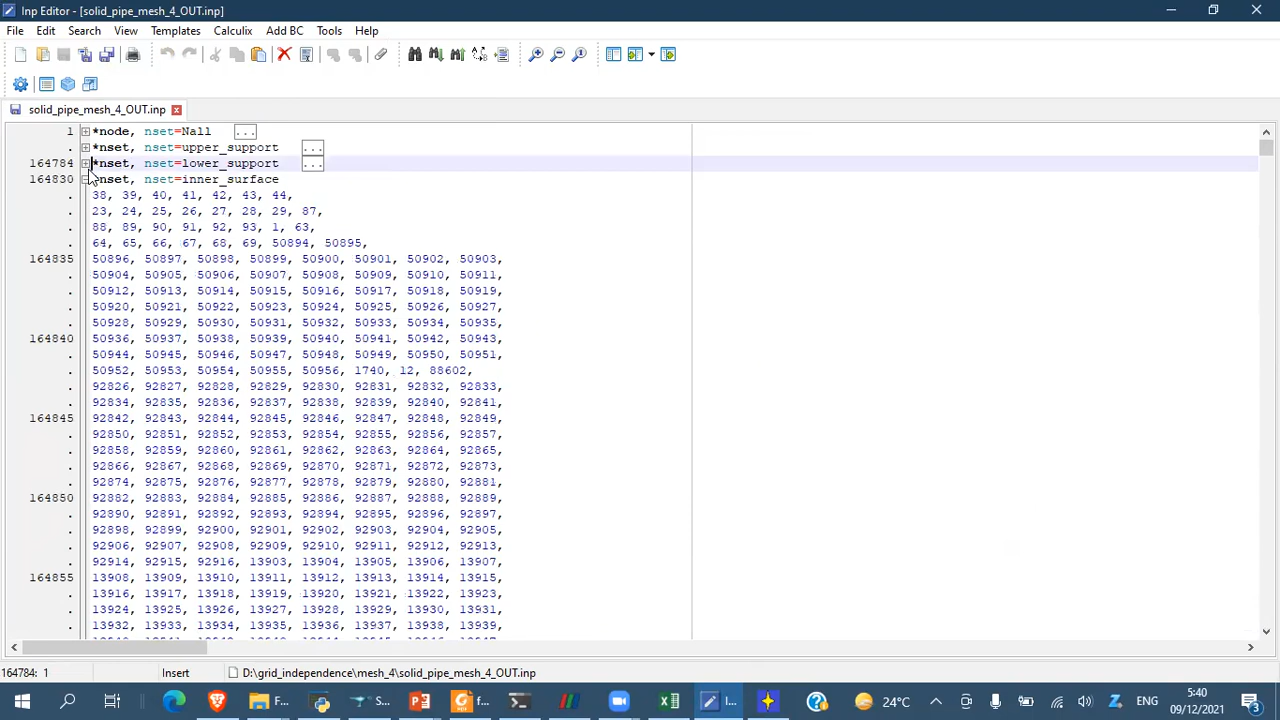 Inp Editor - [solid_pipe_mesh_4_OUT.inp]
File Edit Search View Templates Calculix Add BC Tools Help
solid_pipe_mesh_4_OUT.inp
1 *node, nset=Nall ...
. *nset, nset=upper_support ...
164784 *nset, nset=lower_support ...
164830 *nset, nset=inner_surface
. 38, 39, 40, 41, 42, 43, 44,
. 23, 24, 25, 26, 27, 28, 29, 87,
. 88, 89, 90, 91, 92, 93, 1, 63,
. 64, 65, 66, 67, 68, 69, 50894, 50895,
164835 50896, 50897, 50898, 50899, 50900, 50901, 50902, 50903,
. 50904, 50905, 50906, 50907, 50908, 50909, 50910, 50911,
. 50912, 50913, 50914, 50915, 50916, 50917, 50918, 50919,
. 50920, 50921, 50922, 50923, 50924, 50925, 50926, 50927,
. 50928, 50929, 50930, 50931, 50932, 50933, 50934, 50935,
164840 50936, 50937, 50938, 50939, 50940, 50941, 50942, 50943,
. 50944, 50945, 50946, 50947, 50948, 50949, 50950, 50951,
. 50952, 50953, 50954, 50955, 50956, 1740, 12, 88602,
. 92826, 92827, 92828, 92829, 92830, 92831, 92832, 92833,
. 92834, 92835, 92836, 92837, 92838, 92839, 92840, 92841,
164845 92842, 92843, 92844, 92845, 92846, 92847, 92848, 92849,
. 92850, 92851, 92852, 92853, 92854, 92855, 92856, 92857,
. 92858, 92859, 92860, 92861, 92862, 92863, 92864, 92865,
. 92866, 92867, 92868, 92869, 92870, 92871, 92872, 92873,
. 92874, 92875, 92876, 92877, 92878, 92879, 92880, 92881,
164850 92882, 92883, 92884, 92885, 92886, 92887, 92888, 92889,
. 92890, 92891, 92892, 92893, 92894, 92895, 92896, 92897,
. 92898, 92899, 92900, 92901, 92902, 92903, 92904, 92905,
. 92906, 92907, 92908, 92909, 92910, 92911, 92912, 92913,
. 92914, 92915, 92916, 13903, 13904, 13905, 13906, 13907,
164855 13908, 13909, 13910, 13911, 13912, 13913, 13914, 13915,
. 13916, 13917, 13918, 13919, 13920, 13921, 13922, 13923,
. 13924, 13925, 13926, 13927, 13928, 13929, 13930, 13931,
. 13932, 13933, 13934, 13935, 13936, 13937, 13938, 13939,
164784: 1 Insert D:\grid_independence\mesh_4\solid_pipe_mesh_4_OUT.inp
F... S... f... I... 24°C ENG 5:40
09/12/2021